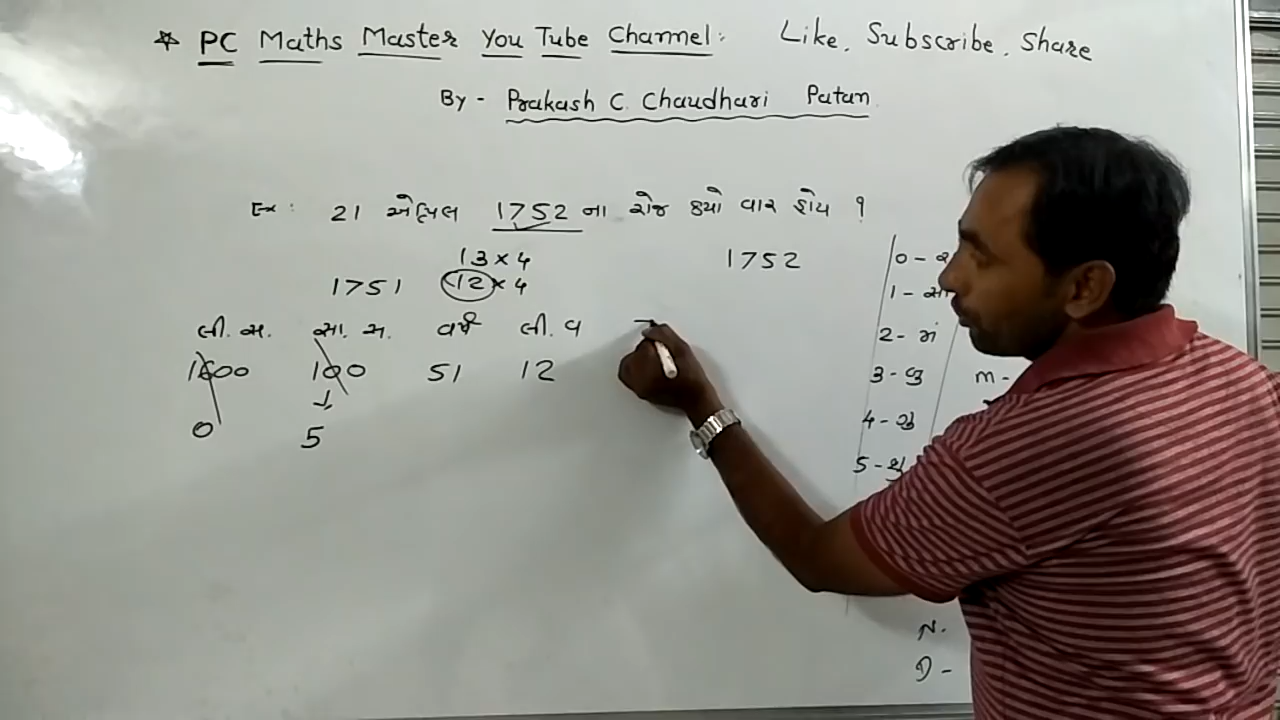 * PC Maths Master You Tube Channel: Like, Subscribe, Share
By - Prakash C. Chaudhari Patan
Ex: 21 એપ્રિલ 1752 ના રોજ કયો વાર હોય ?
13 × 4
1751 12 × 4
1752
લી. સ. સા. સ. વર્ષ લી. વ
1600 100 51 12
0 5
0 -
1 - સો
2 - મં
3 - બુ
4 - ગુ
5 - શુ
m -
N.
D -